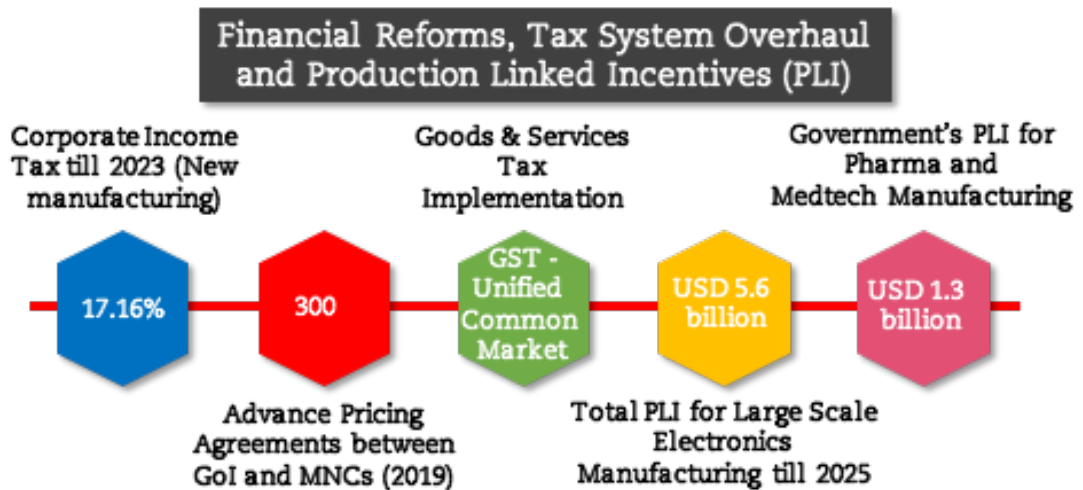 Financial Reforms, Tax System Overhaul
and Production Linked Incentives (PLI)
Corporate Income
Tax till 2023 (New
manufacturing)
Goods & Services
Tax
Implementation
Government's PLI for
Pharma and
Medtech Manufacturing
17.16%
300
GST -
Unified
Common
Market
USD 5.6
billion
USD 1.3
billion
Advance Pricing
Agreements between
GoI and MNCs (2019)
Total PLI for Large Scale
Electronics
Manufacturing till 2025